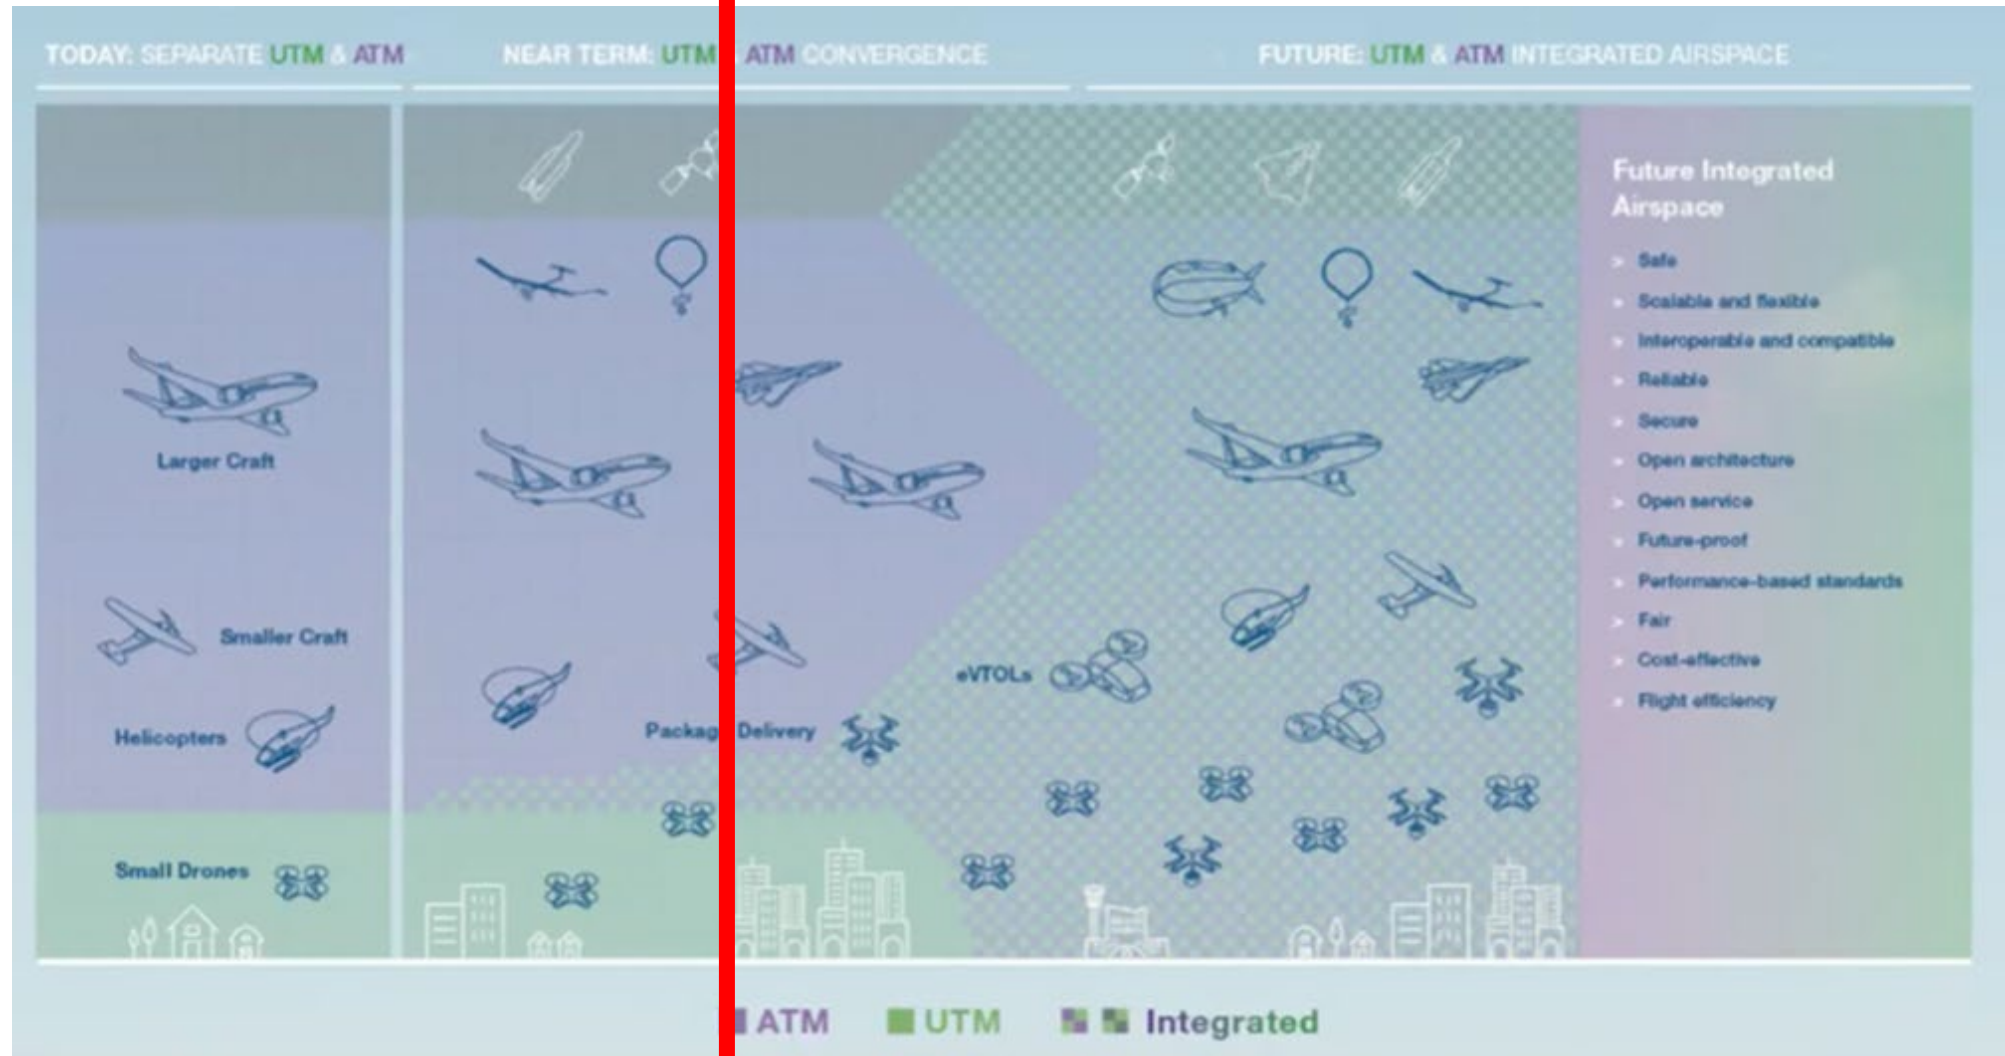 TODAY: SEPARATE UTM & ATM
NEAR TERM: UTM ATM CONVERGENCE
FUTURE: UTM & ATM INTEGRATED AIRSPACE
Larger Craft
Smaller Craft
Helicopters
Small Drones
Packag Delivery
eVTOLs
Future Integrated
Airspace
> Safe
> Scalable and flexible
> Interoperable and compatible
> Reliable
> Secure
> Open architecture
> Open service
> Future-proof
> Performance-based standards
> Fair
> Cost-effective
> Flight efficiency
ATM UTM Integrated